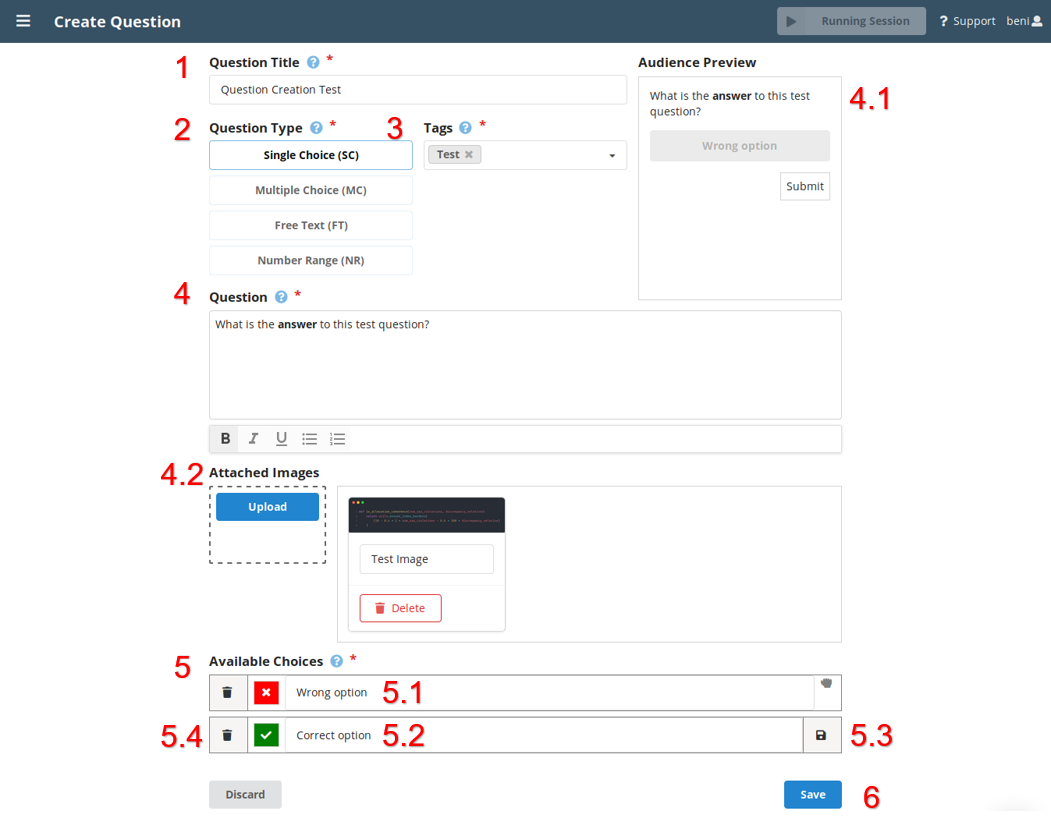 Create Question
Running Session
? Support
beni
1
Question Title ? *
Audience Preview
Question Creation Test
What is the answer to this test
question?
4.1
2
Question Type ? *
3
Tags ? *
Single Choice (SC)
Test
Wrong option
Submit
Multiple Choice (MC)
Free Text (FT)
Number Range (NR)
4
Question ? *
What is the answer to this test question?
B I U
4.2
Attached Images
Upload
Test Image
Delete
5
Available Choices ? *
Wrong option
5.1
5.4
Correct option
5.2
5.3
Discard
Save
6